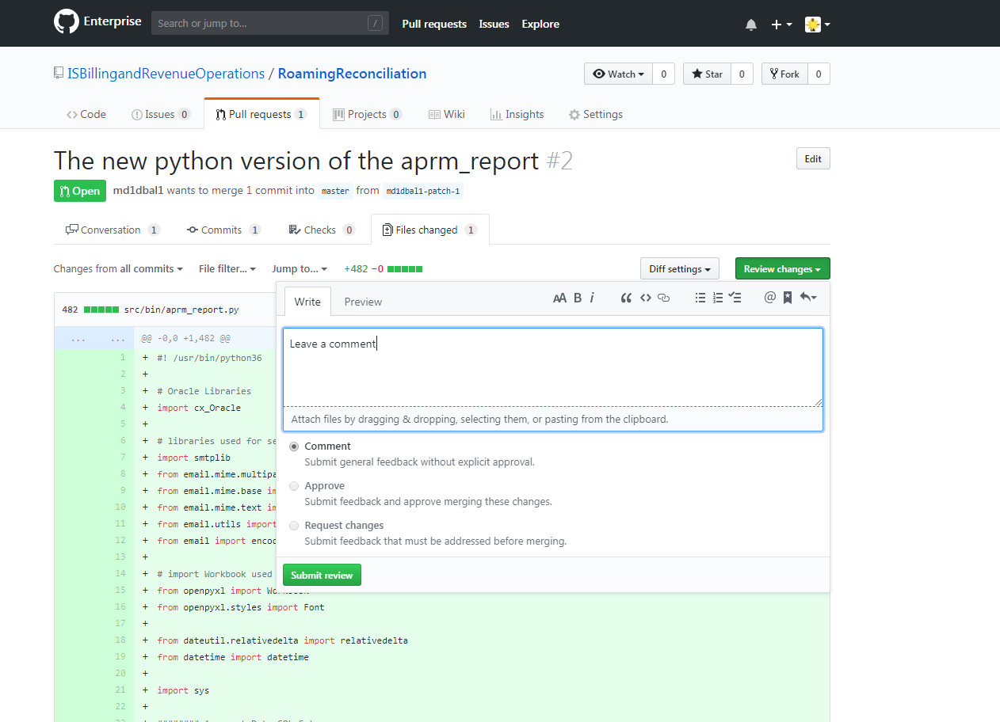 Enterprise
Search or jump to...
/
Pull requests Issues Explore
ISBillingandRevenueOperations / RoamingReconciliation
Watch 0
Star 0
Fork 0
Code
Issues 0
Pull requests 1
Projects 0
Wiki
Insights
Settings
The new python version of the aprm_report #2
Edit
Open
md1dbal1 wants to merge 1 commit into master from md1dbal1-patch-1
Conversation 1
Commits 1
Checks 0
Files changed 1
Changes from all commits
File filter...
Jump to...
+482 −0
Diff settings
Review changes
482 src/bin/aprm_report.py
Write
Preview
AA B i
@
Leave a comment
Attach files by dragging & dropping, selecting them, or pasting from the clipboard.
Comment
Submit general feedback without explicit approval.
Approve
Submit feedback and approve merging these changes.
Request changes
Submit feedback that must be addressed before merging.
Submit review
... ... @@ -0,0 +1,482 @@
1 + #! /usr/bin/python36
2 +
3 + # Oracle Libraries
4 + import cx_Oracle
5 +
6 + # libraries used for se
7 + import smtplib
8 + from email.mime.multipa
9 + from email.mime.base im
10 + from email.mime.text im
11 + from email.utils import
12 + from email import encod
13 +
14 + # import Workbook used
15 + from openpyxl import Workbook
16 + from openpyxl.styles import Font
17 +
18 + from dateutil.relativedelta import relativedelta
19 + from datetime import datetime
20 +
21 + import sys
22 +